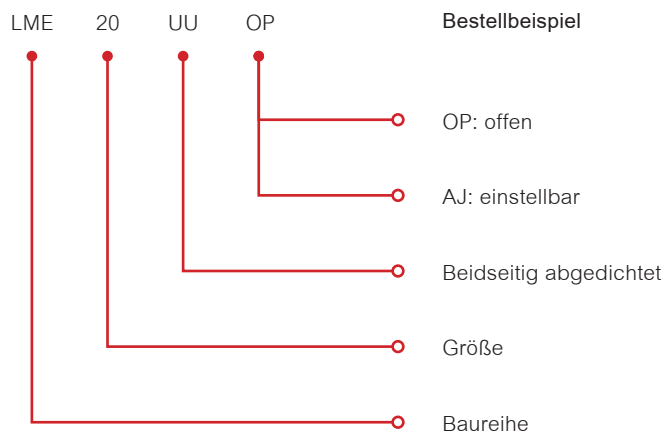 LME 20 UU OP Bestellbeispiel
OP: offen
AJ: einstellbar
Beidseitig abgedichtet
Größe
Baureihe